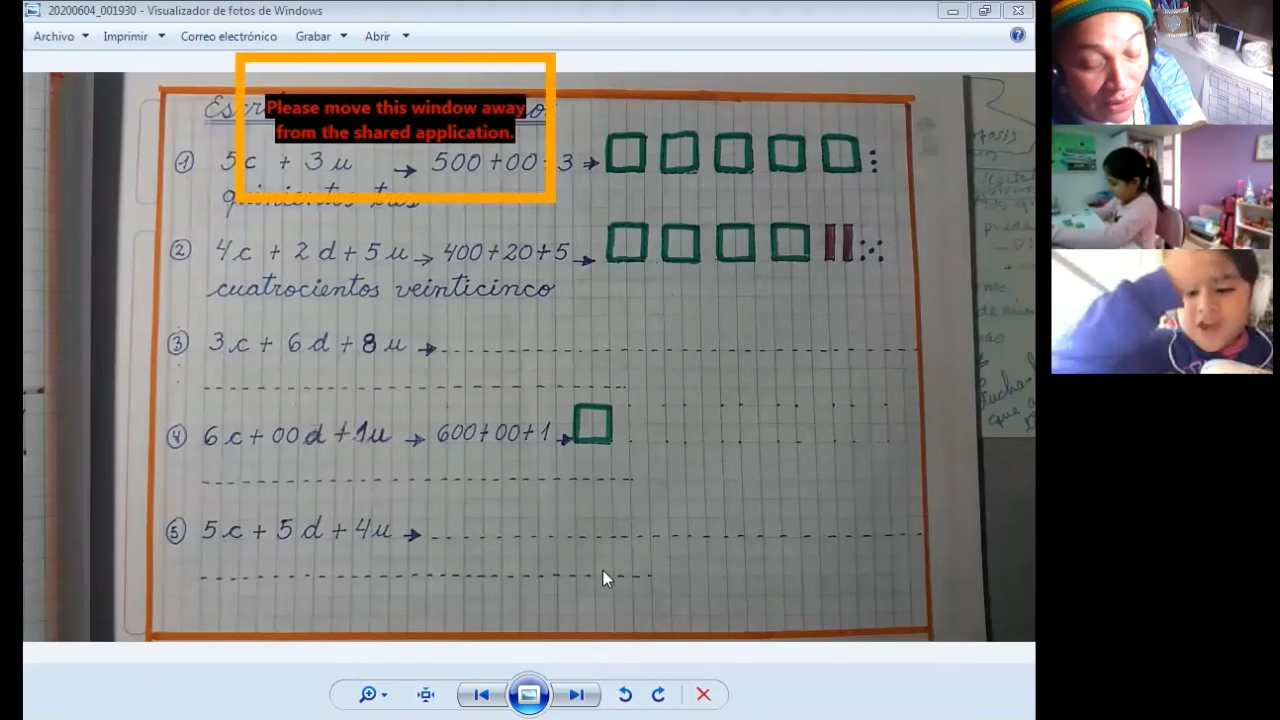 20200604_001930 - Visualizador de fotos de Windows
Archivo Imprimir Correo electrónico Grabar Abrir
Please move this window away
from the shared application.
① 5c + 3u → 500+00+3 →
quinientos tres
② 4c + 2d + 5u → 400+20+5 →
cuatrocientos veinticinco
③ 3c + 6d + 8u →
④ 6c + 00d + 1u → 600+00+1 →
⑤ 5c + 5d + 4u →